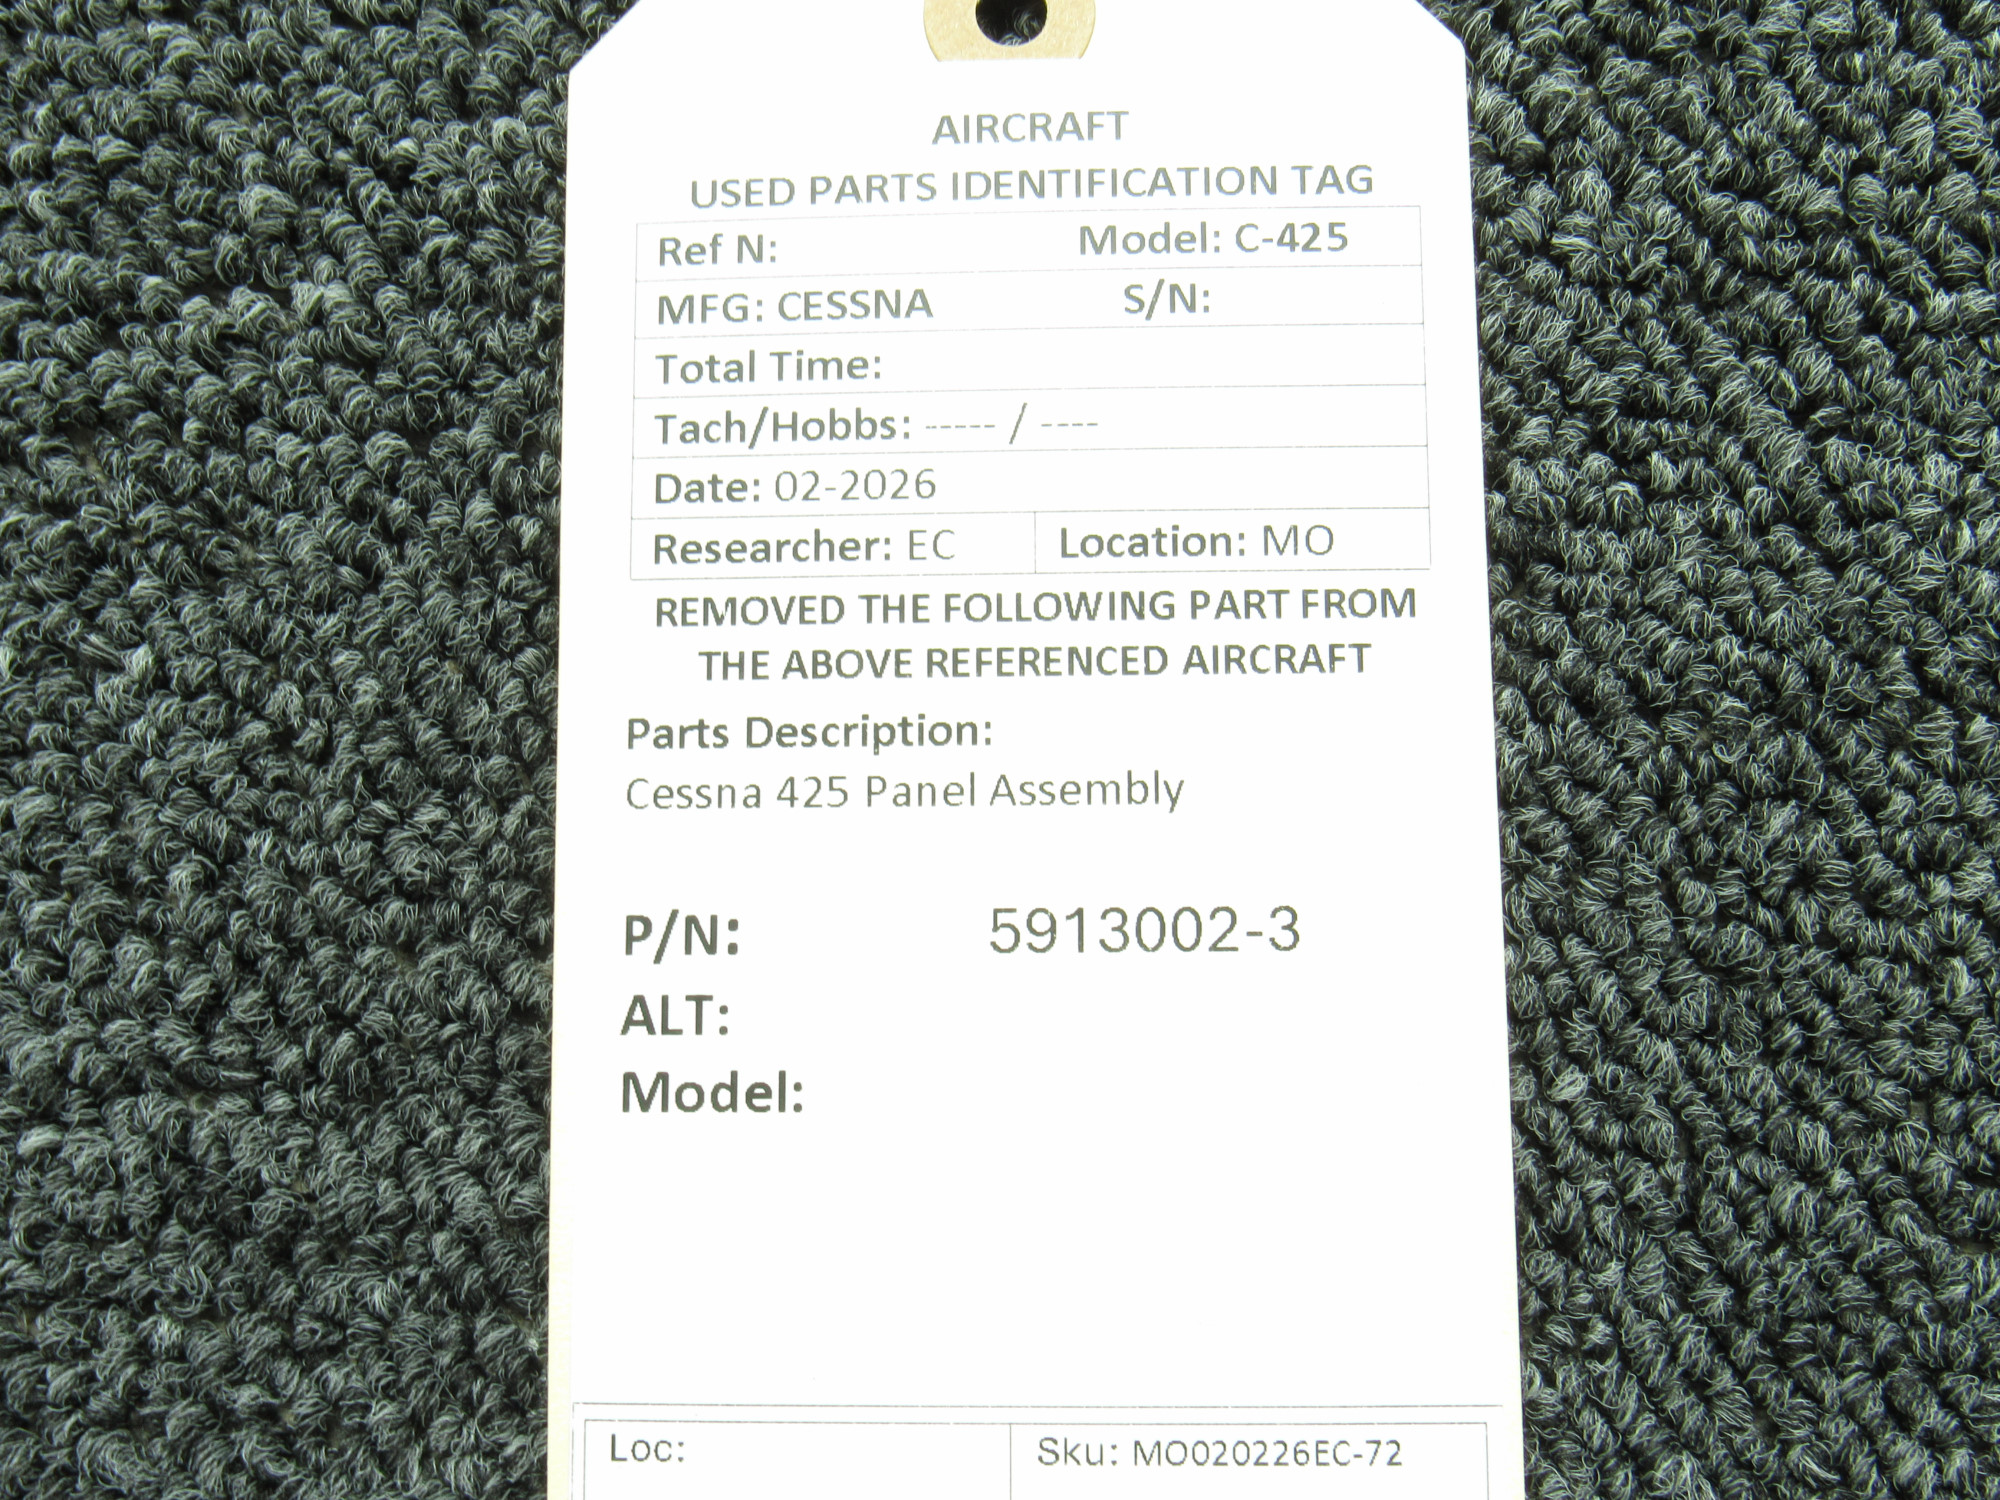 AIRCRAFT
USED PARTS IDENTIFICATION TAG
Ref N: Model: C-425
MFG: CESSNA S/N:
Total Time:
Tach/Hobbs: ----- / ----
Date: 02-2026
Researcher: EC Location: MO
REMOVED THE FOLLOWING PART FROM
THE ABOVE REFERENCED AIRCRAFT
Parts Description:
Cessna 425 Panel Assembly
P/N: 5913002-3
ALT:
Model:
Loc: Sku: MO020226EC-72